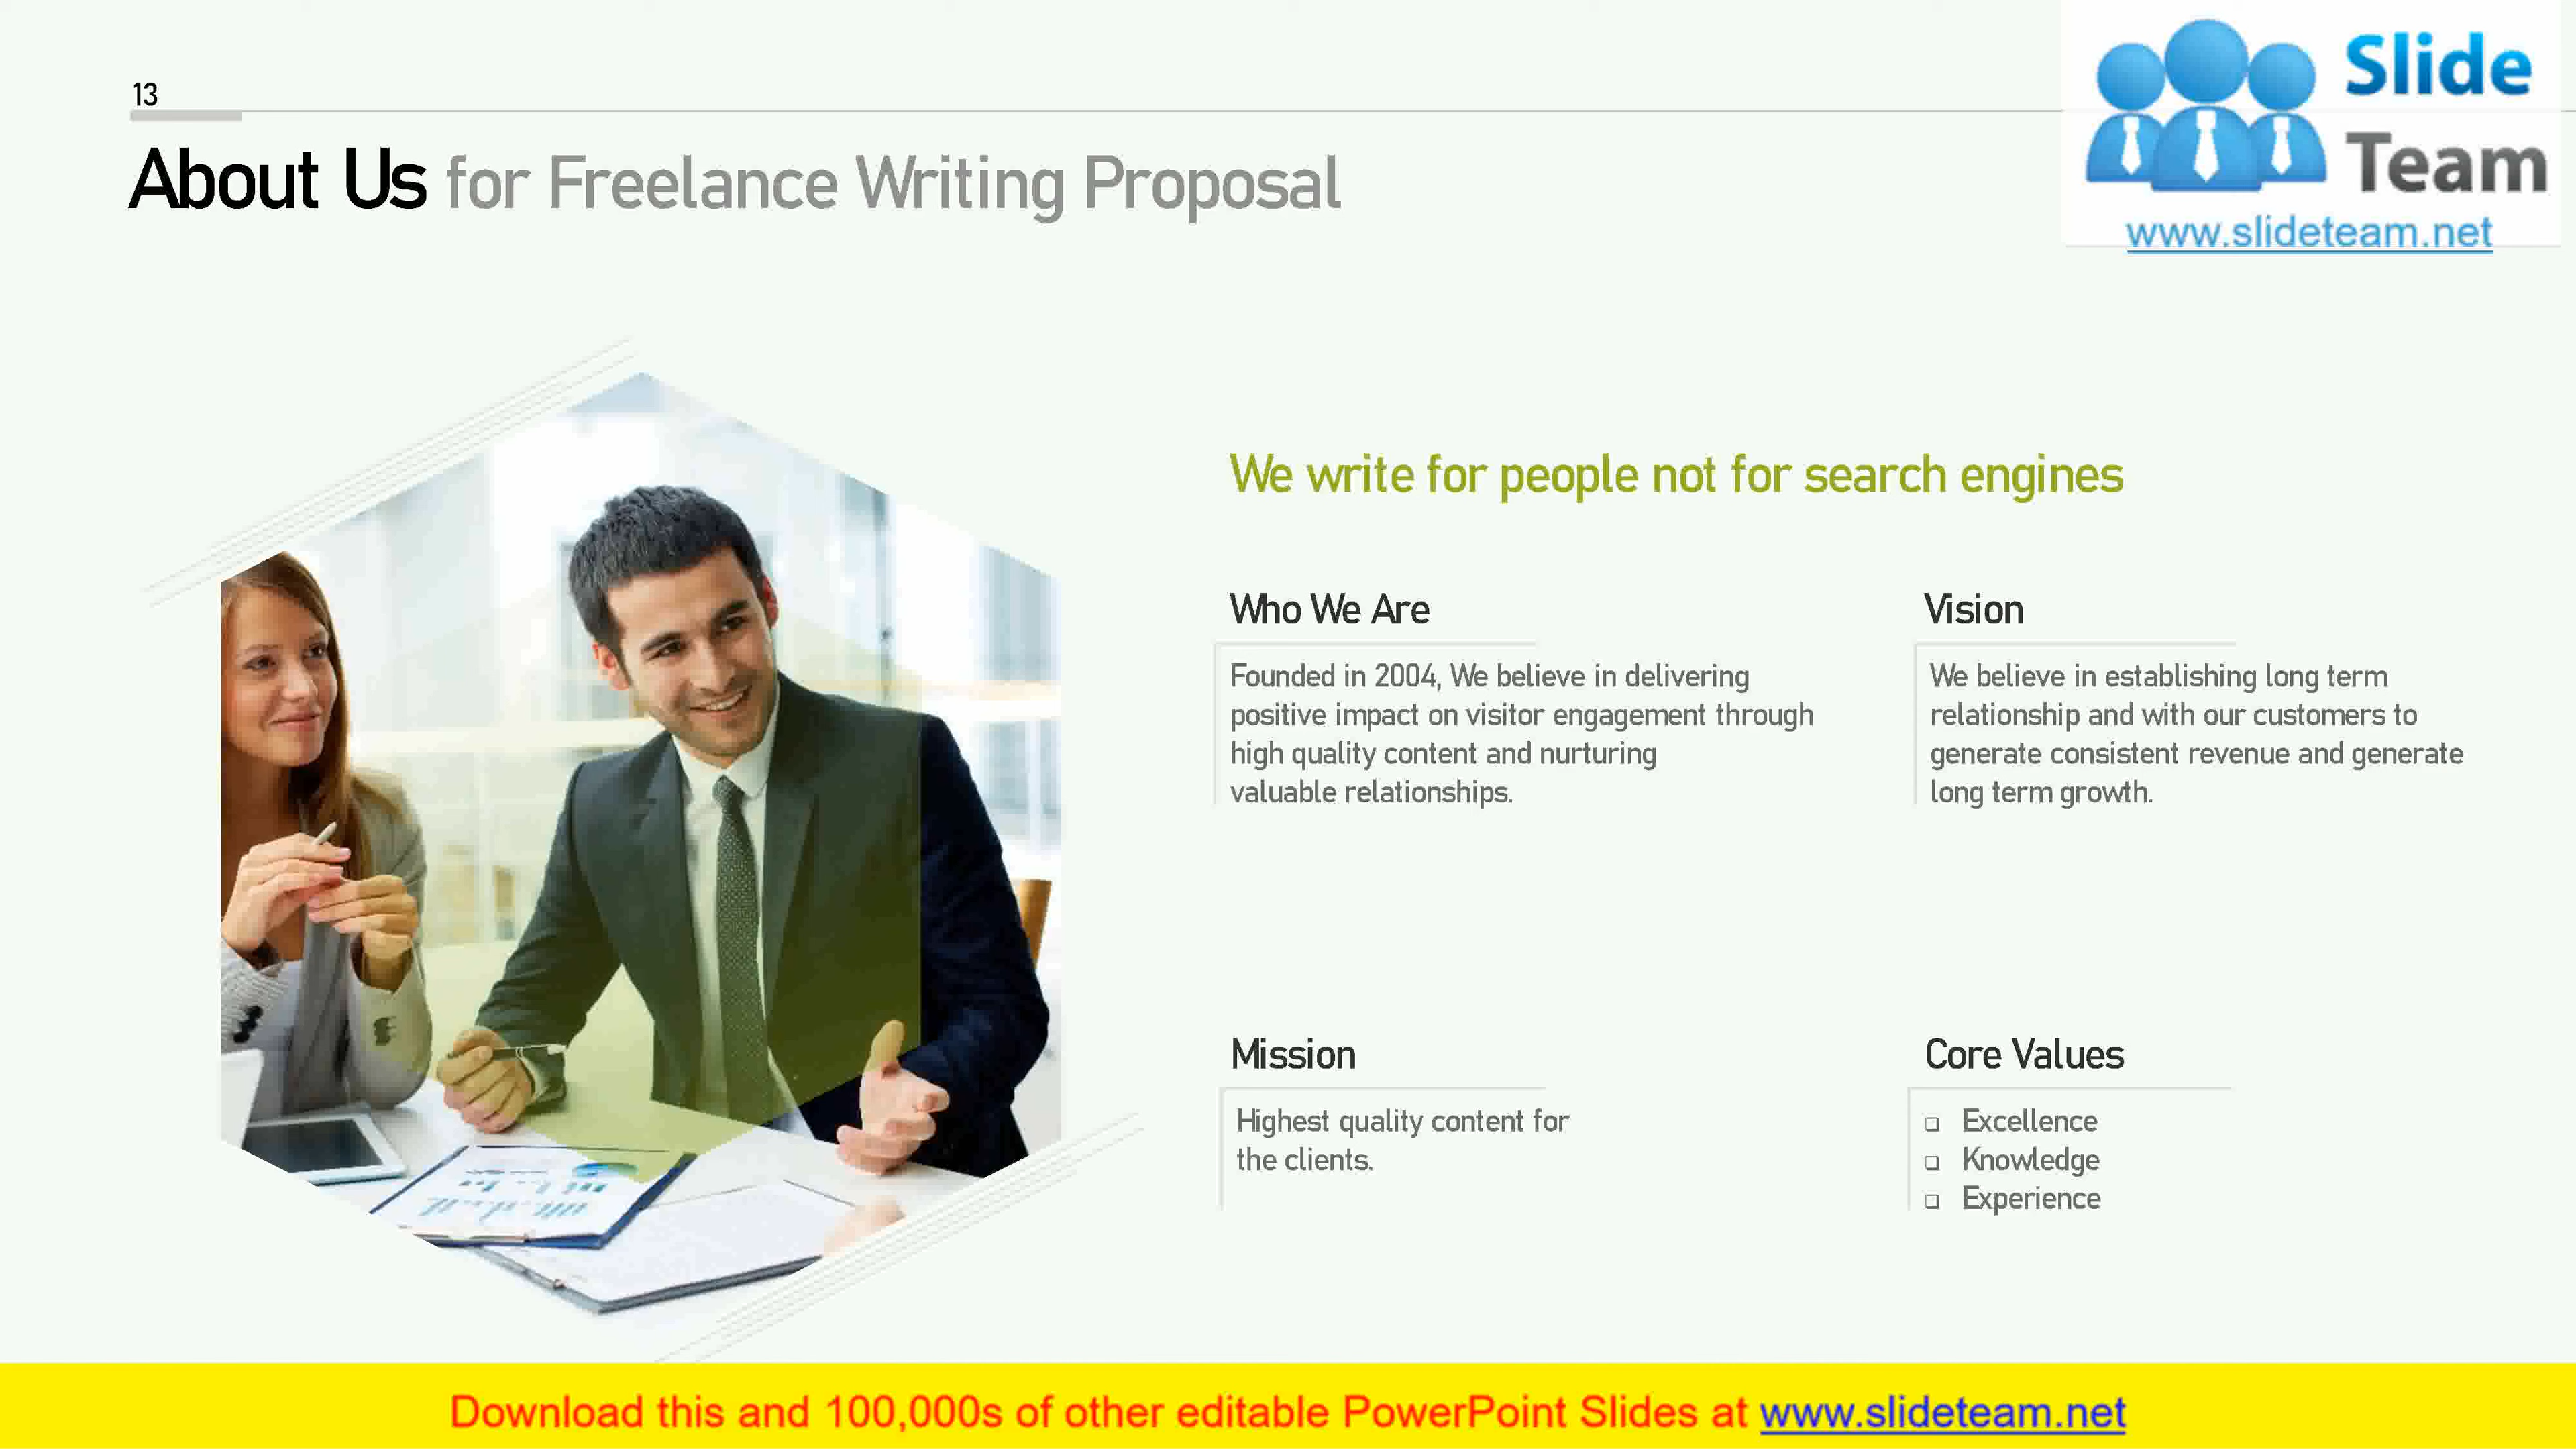 13
About Us for Freelance Writing Proposal
Slide
Team
www.slideteam.net
We write for people not for search engines
Who We Are
Founded in 2004, We believe in delivering
positive impact on visitor engagement through
high quality content and nurturing
valuable relationships.
Vision
We believe in establishing long term
relationship and with our customers to
generate consistent revenue and generate
long term growth.
Mission
Highest quality content for
the clients.
Core Values
❑ Excellence
❑ Knowledge
❑ Experience
Download this and 100,000s of other editable PowerPoint Slides at www.slideteam.net